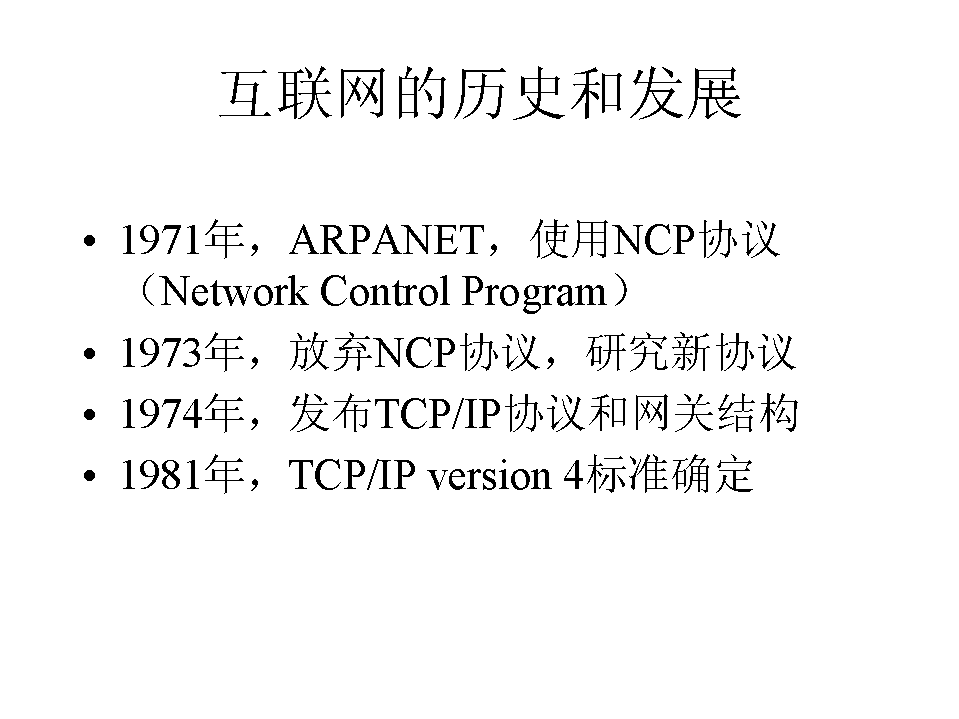 互联网的历史和发展
• 1971年，ARPANET，使用NCP协议
（Network Control Program）
• 1973年，放弃NCP协议，研究新协议
• 1974年，发布TCP/IP协议和网关结构
• 1981年，TCP/IP version 4标准确定